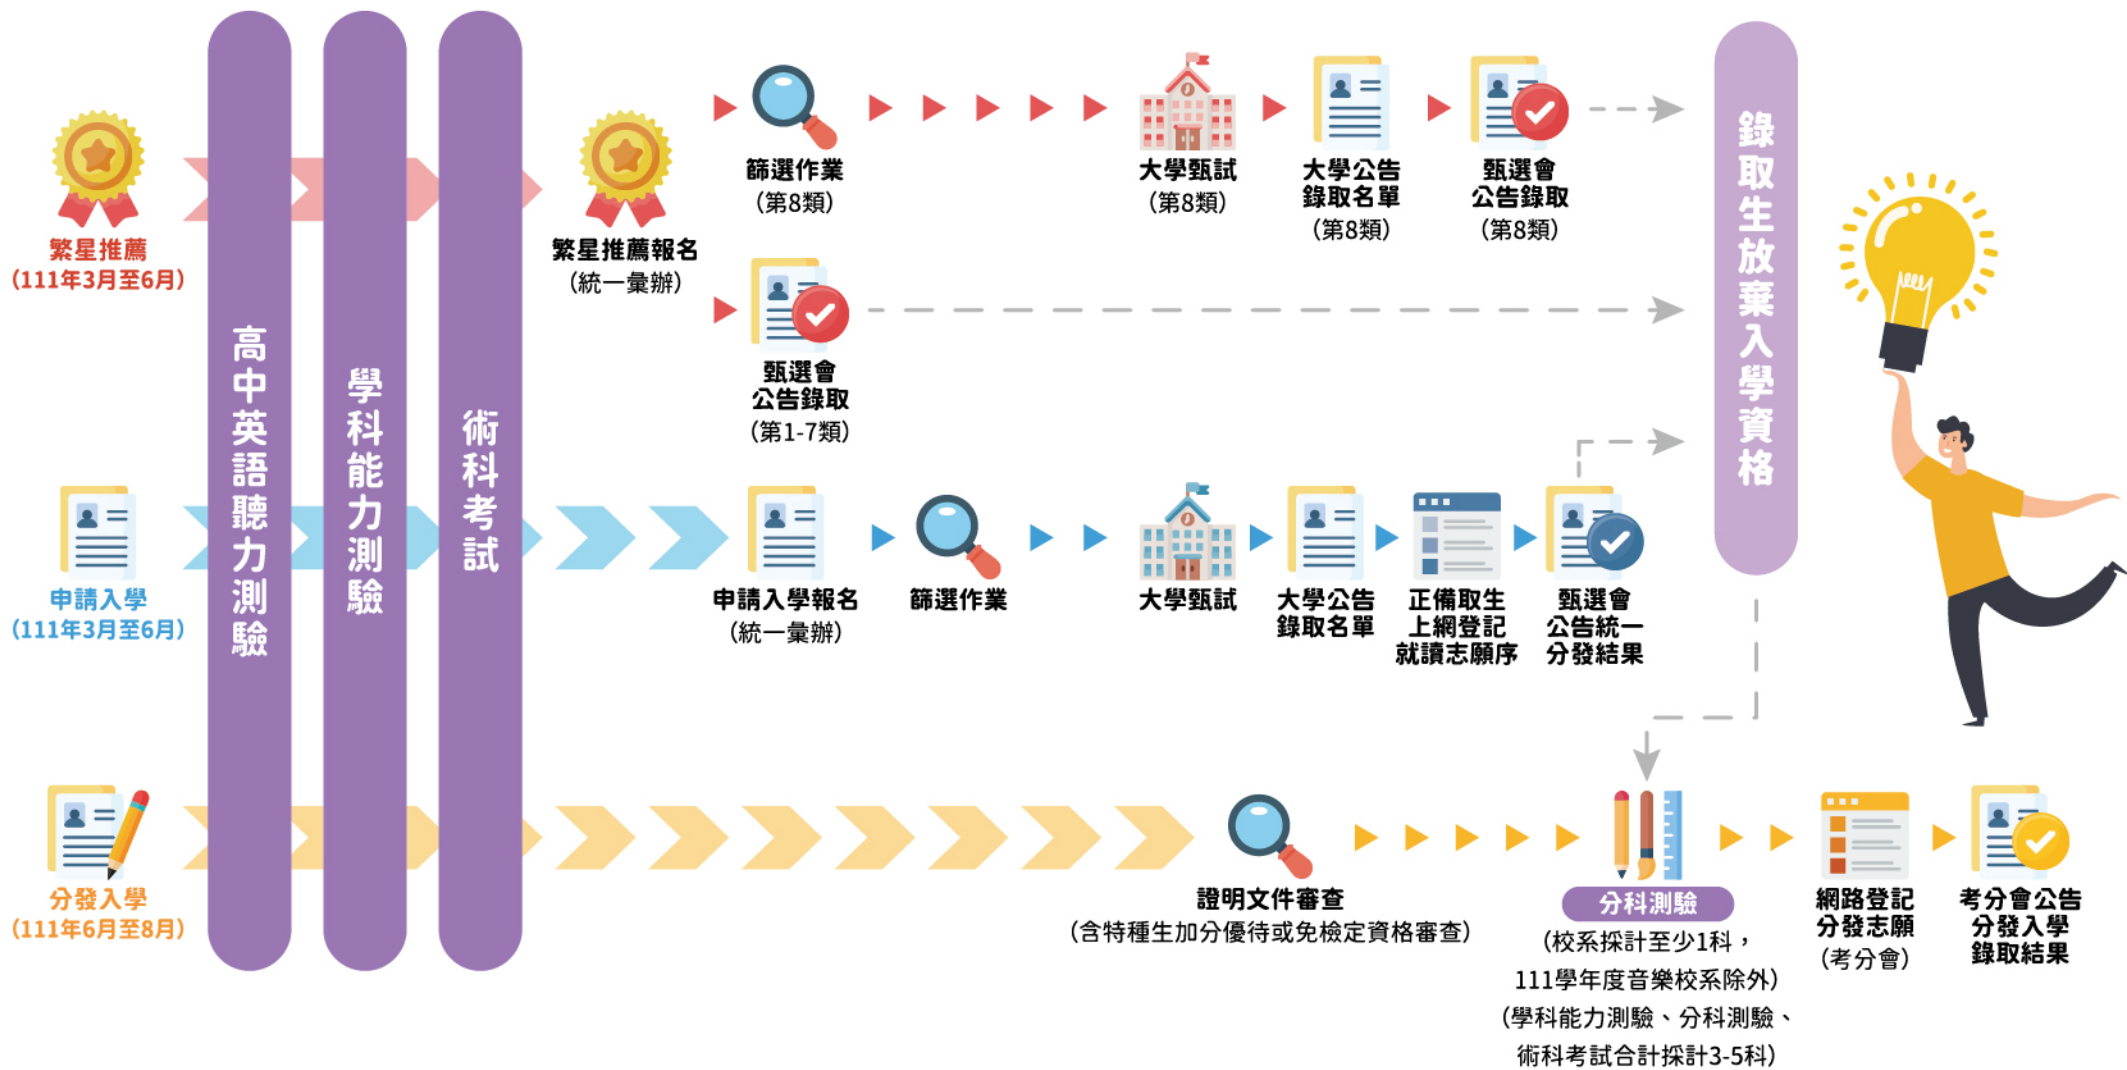 繁星推薦
(111年3月至6月)
申請入學
(111年3月至6月)
分發入學
(111年6月至8月)
高中英語聽力測驗
學科能力測驗
術科考試
繁星推薦報名
(統一彙辦)
篩選作業
(第8類)
大學甄試
(第8類)
大學公告
錄取名單
(第8類)
甄選會
公告錄取
(第8類)
甄選會
公告錄取
(第1-7類)
申請入學報名
(統一彙辦)
篩選作業
大學甄試
大學公告
錄取名單
正備取生
上網登記
就讀志願序
甄選會
公告統一
分發結果
錄取生放棄入學資格
證明文件審查
(含特種生加分優待或免檢定資格審查)
分科測驗
(校系採計至少1科，
111學年度音樂校系除外)
(學科能力測驗、分科測驗、
術科考試合計採計3-5科)
網路登記
分發志願
(考分會)
考分會公告
分發入學
錄取結果